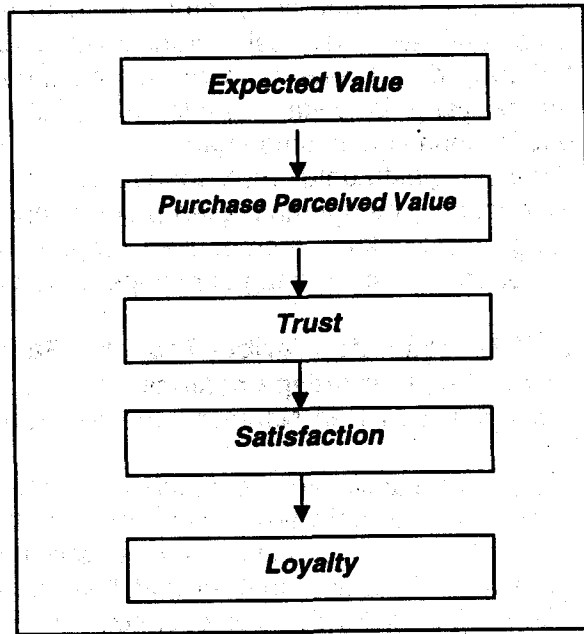 Expected Value
Purchase Perceived Value
Trust
Satisfaction
Loyalty